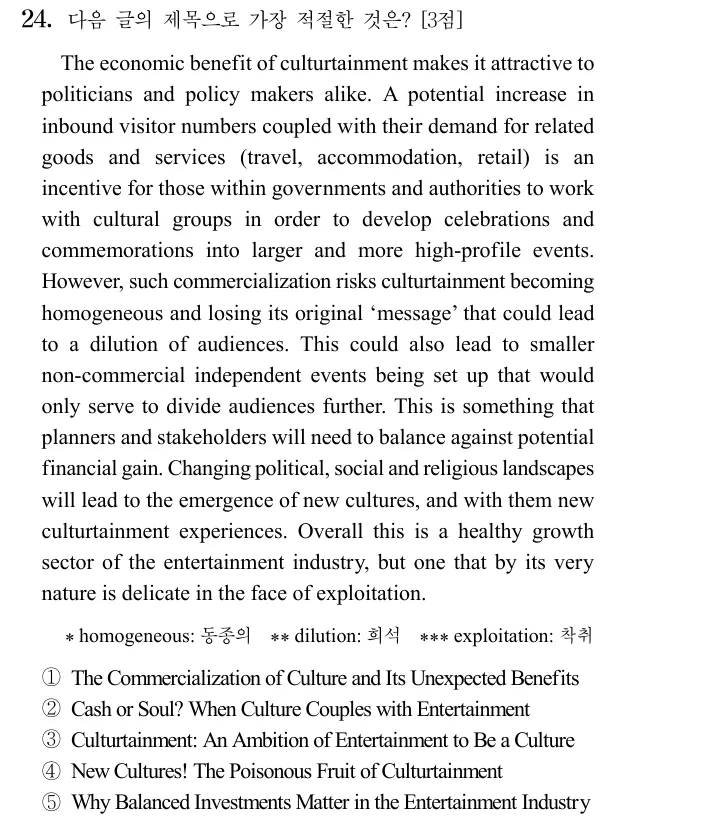 24. 다음 글의 제목으로 가장 적절한 것은? [3점]
The economic benefit of culturtainment makes it attractive to
politicians and policy makers alike. A potential increase in
inbound visitor numbers coupled with their demand for related
goods and services (travel, accommodation, retail) is an
incentive for those within governments and authorities to work
with cultural groups in order to develop celebrations and
commemorations into larger and more high-profile events.
However, such commercialization risks culturtainment becoming
homogeneous and losing its original ‘message’ that could lead
to a dilution of audiences. This could also lead to smaller
non-commercial independent events being set up that would
only serve to divide audiences further. This is something that
planners and stakeholders will need to balance against potential
financial gain. Changing political, social and religious landscapes
will lead to the emergence of new cultures, and with them new
culturtainment experiences. Overall this is a healthy growth
sector of the entertainment industry, but one that by its very
nature is delicate in the face of exploitation.
* homogeneous: 동종의 ** dilution: 희석 *** exploitation: 착취
① The Commercialization of Culture and Its Unexpected Benefits
② Cash or Soul? When Culture Couples with Entertainment
③ Culturtainment: An Ambition of Entertainment to Be a Culture
④ New Cultures! The Poisonous Fruit of Culturtainment
⑤ Why Balanced Investments Matter in the Entertainment Industry